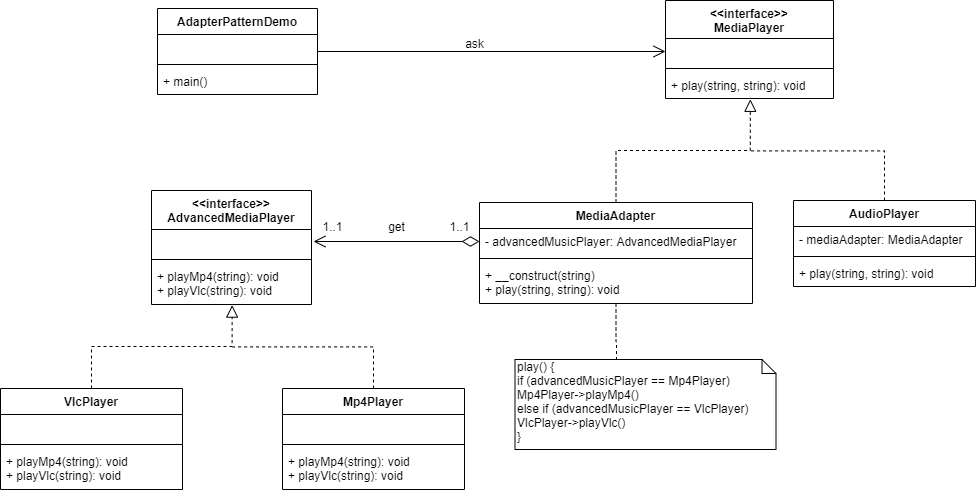 AdapterPatternDemo
+ main()
ask
<<interface>>
MediaPlayer
+ play(string, string): void
<<interface>>
AdvancedMediaPlayer
+ playMp4(string): void
+ playVlc(string): void
1..1
get
1..1
MediaAdapter
- advancedMusicPlayer: AdvancedMediaPlayer
+ __construct(string)
+ play(string, string): void
AudioPlayer
- mediaAdapter: MediaAdapter
+ play(string, string): void
VlcPlayer
+ playMp4(string): void
+ playVlc(string): void
Mp4Player
+ playMp4(string): void
+ playVlc(string): void
play() {
if (advancedMusicPlayer == Mp4Player)
Mp4Player->playMp4()
else if (advancedMusicPlayer == VlcPlayer)
VlcPlayer->playVlc()
}